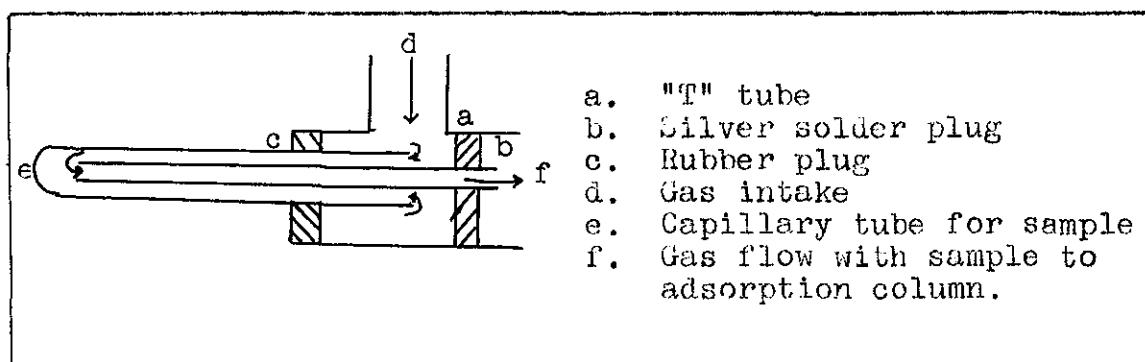 d
a
c
b
e
f
a. "T" tube
b. Silver solder plug
c. Rubber plug
d. Gas intake
e. Capillary tube for sample
f. Gas flow with sample to
adsorption column.